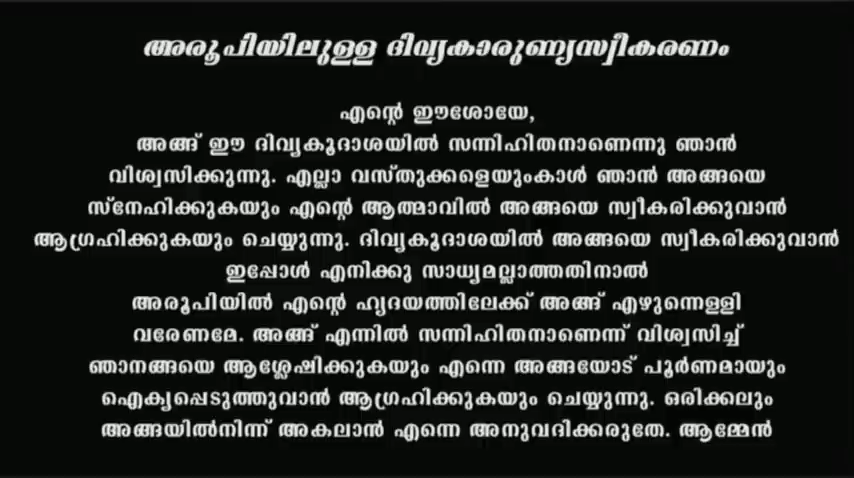 അരൂപിയിലുള്ള ദിവ്യകാരുണ്യസ്വീകരണം
എന്റെ ഈശോയേ,
അങ്ങ് ഈ ദിവ്യകൂദാശയിൽ സന്നിഹിതനാണെന്നു ഞാൻ
വിശ്വസിക്കുന്നു. എല്ലാ വസ്തുക്കളെയുംകാൾ ഞാൻ അങ്ങയെ
സ്നേഹിക്കുകയും എന്റെ ആത്മാവിൽ അങ്ങയെ സ്വീകരിക്കുവാൻ
ആഗ്രഹിക്കുകയും ചെയ്യുന്നു. ദിവ്യകൂദാശയിൽ അങ്ങയെ സ്വീകരിക്കുവാൻ
ഇപ്പോൾ എനിക്കു സാധ്യമല്ലാത്തതിനാൽ
അരൂപിയിൽ എന്റെ ഹൃദയത്തിലേക്ക് അങ്ങ് എഴുന്നെള്ളി
വരേണമേ. അങ്ങ് എന്നിൽ സന്നിഹിതനാണെന്ന് വിശ്വസിച്ച്
ഞാനങ്ങയെ ആശ്ലേഷിക്കുകയും എന്നെ അങ്ങയോട് പൂർണമായും
ഐക്യപ്പെടുത്തുവാൻ ആഗ്രഹിക്കുകയും ചെയ്യുന്നു. ഒരിക്കലും
അങ്ങയിൽനിന്ന് അകലാൻ എന്നെ അനുവദിക്കരുതേ. ആമ്മേൻ